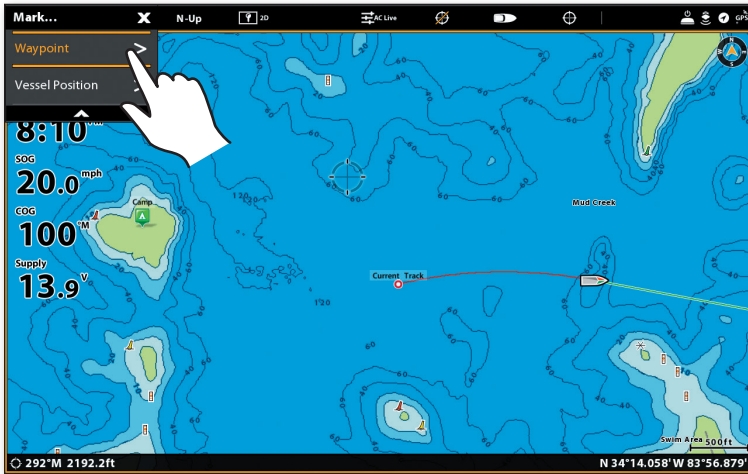 Mark... X N-Up 2D AC Live GPS
Waypoint >
Vessel Position
N
W
S
8:10
SOG
20.0 mph
COG
100 °M
Supply
13.9 V
Camp
Mud Creek
Current Track
120
120
60
Swim Area 500ft
292°M 2192.2ft N 34°14.058' W 83°56.879'